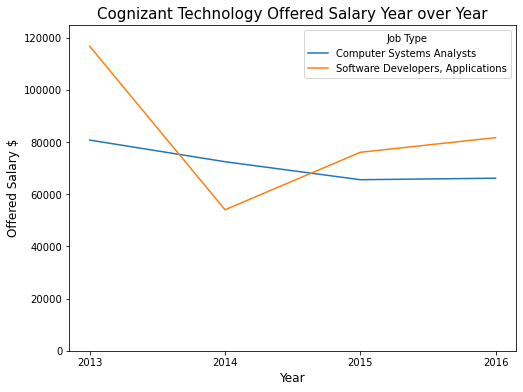 Cognizant Technology Offered Salary Year over Year
Job Type
Computer Systems Analysts
Software Developers, Applications
Offered Salary $
120000
100000
80000
60000
40000
20000
0
2013 2014 2015 2016
Year